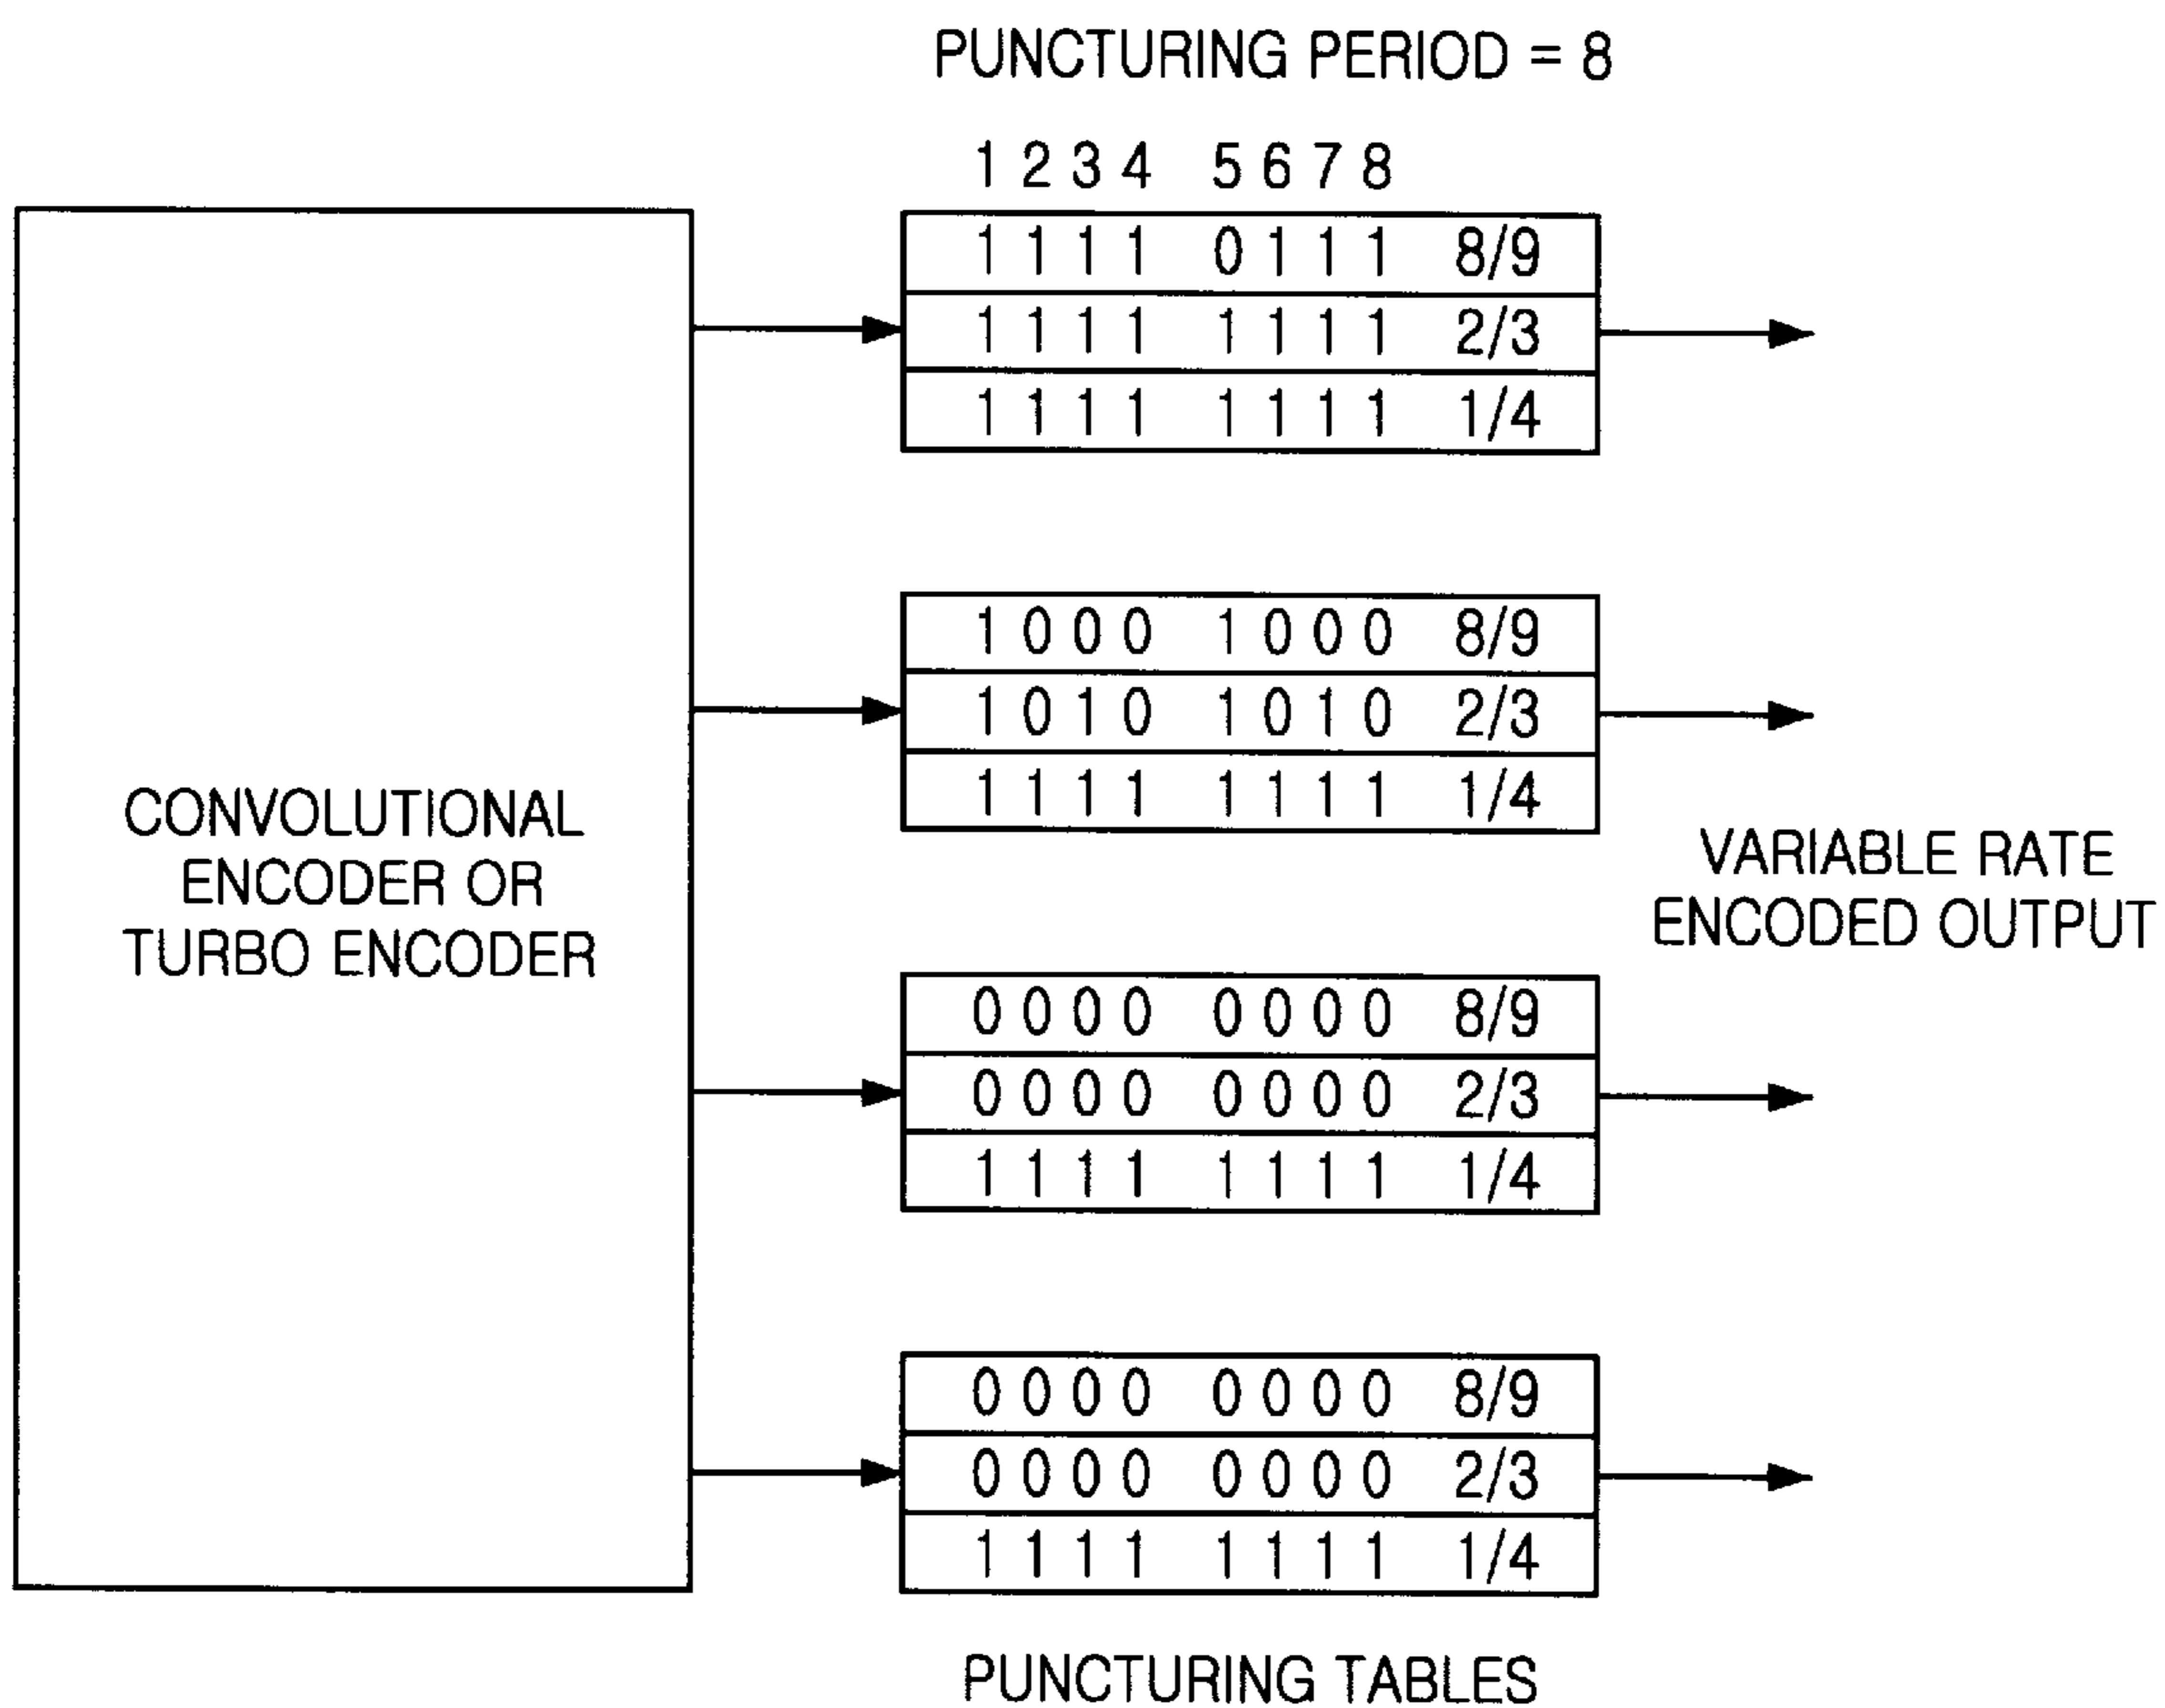 PUNCTURING PERIOD = 8
1 2 3 4 5 6 7 8
1 1 1 1 0 1 1 1 8/9
1 1 1 1 1 1 1 1 2/3
1 1 1 1 1 1 1 1 1/4
1 0 0 0 1 0 0 0 8/9
1 0 1 0 1 0 1 0 2/3
1 1 1 1 1 1 1 1 1/4
CONVOLUTIONAL
ENCODER OR
TURBO ENCODER
VARIABLE RATE
ENCODED OUTPUT
0 0 0 0 0 0 0 0 8/9
0 0 0 0 0 0 0 0 2/3
1 1 1 1 1 1 1 1 1/4
0 0 0 0 0 0 0 0 8/9
0 0 0 0 0 0 0 0 2/3
1 1 1 1 1 1 1 1 1/4
PUNCTURING TABLES